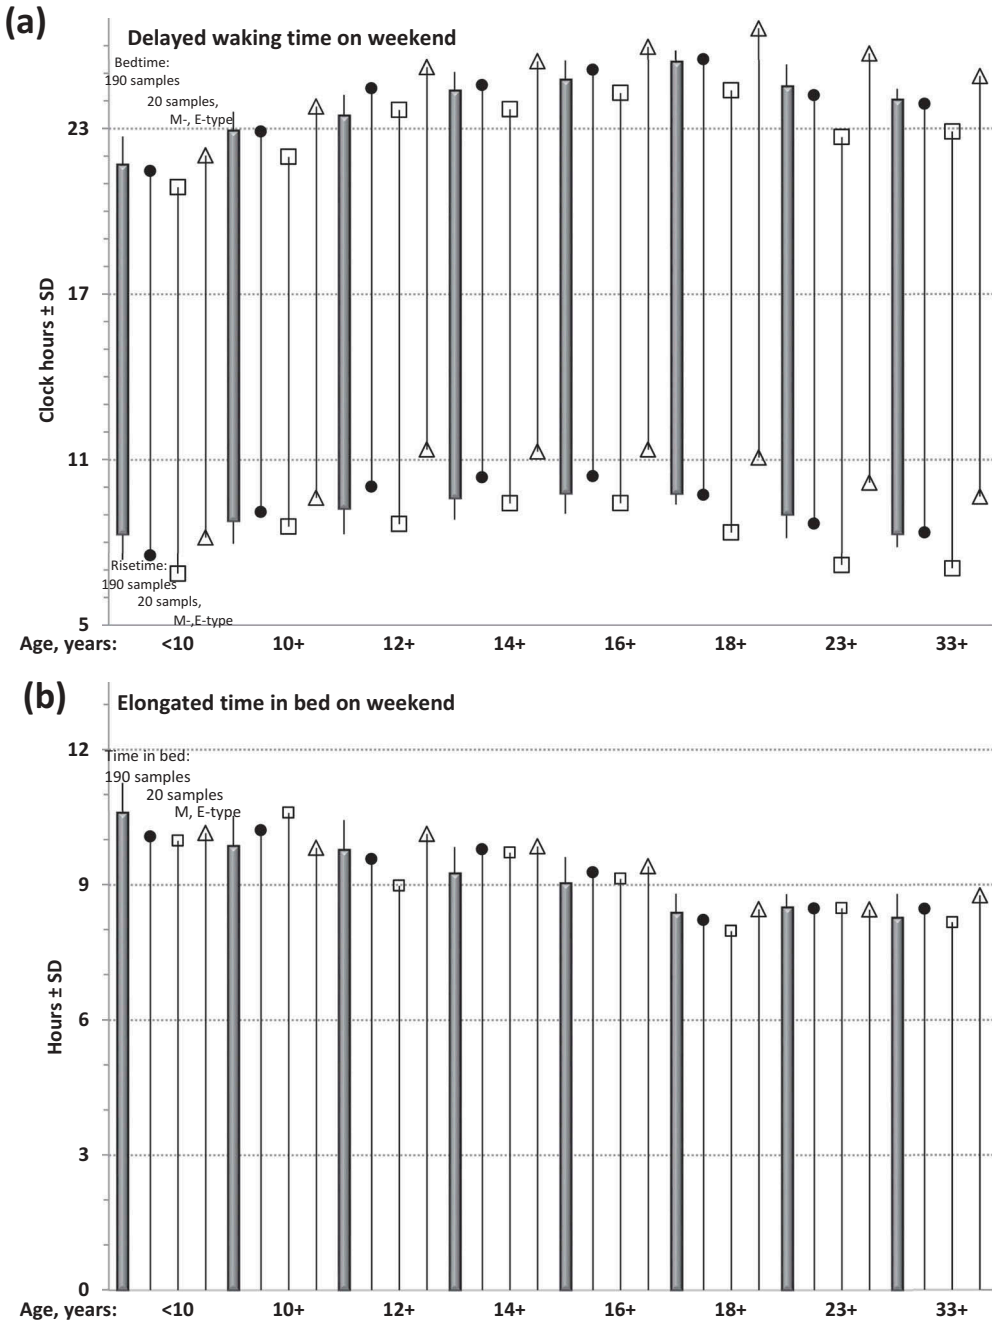 (a)
Delayed waking time on weekend
Bedtime:
190 samples
20 samples,
M-, E-type
23
17
11
5
Clock hours ± SD
Risetime:
190 samples
20 sampls,
M-,E-type
Age, years: <10 10+ 12+ 14+ 16+ 18+ 23+ 33+
(b)
Elongated time in bed on weekend
Time in bed:
190 samples
20 samples
M, E-type
12
9
6
3
0
Hours ± SD
Age, years: <10 10+ 12+ 14+ 16+ 18+ 23+ 33+